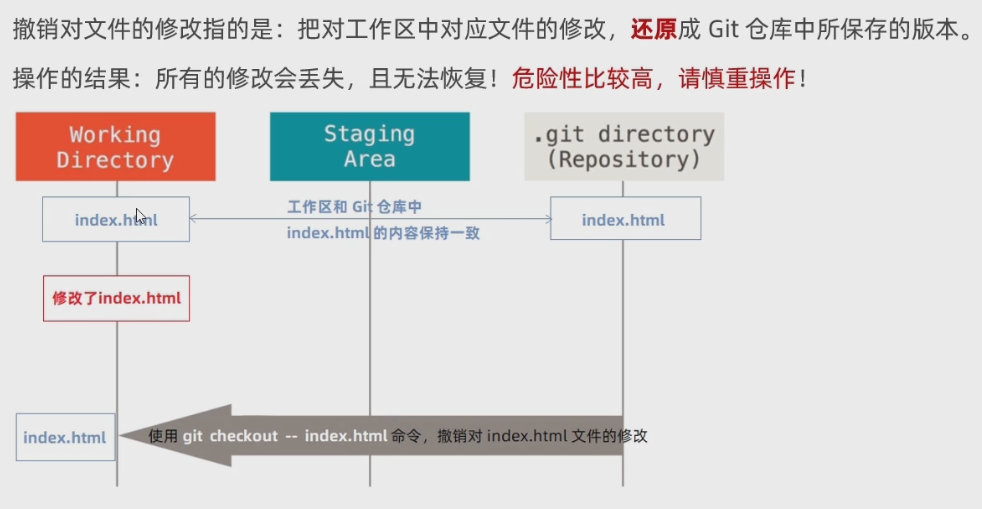 撤销对文件的修改指的是：把对工作区中对应文件的修改，还原成 Git 仓库中所保存的版本。
操作的结果：所有的修改会丢失，且无法恢复！危险性比较高，请慎重操作！
Working
Directory
Staging
Area
.git directory
(Repository)
index.html
工作区和 Git 仓库中
index.html 的内容保持一致
index.html
修改了index.html
index.html
使用 git checkout -- index.html 命令，撤销对 index.html 文件的修改